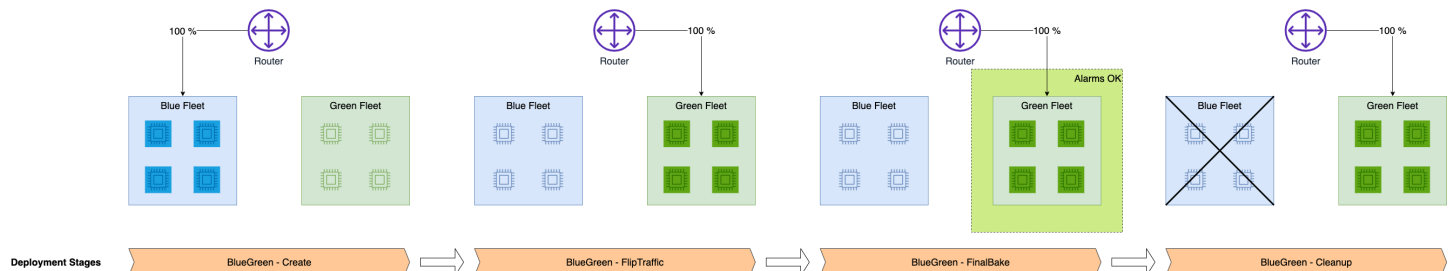 100 %
Router
Blue Fleet
Green Fleet
100 %
Router
Blue Fleet
Green Fleet
100 %
Router
Alarms OK
Blue Fleet
Green Fleet
100 %
Router
Blue Fleet
Green Fleet
Deployment Stages
BlueGreen - Create
BlueGreen - FlipTraffic
BlueGreen - FinalBake
BlueGreen - Cleanup